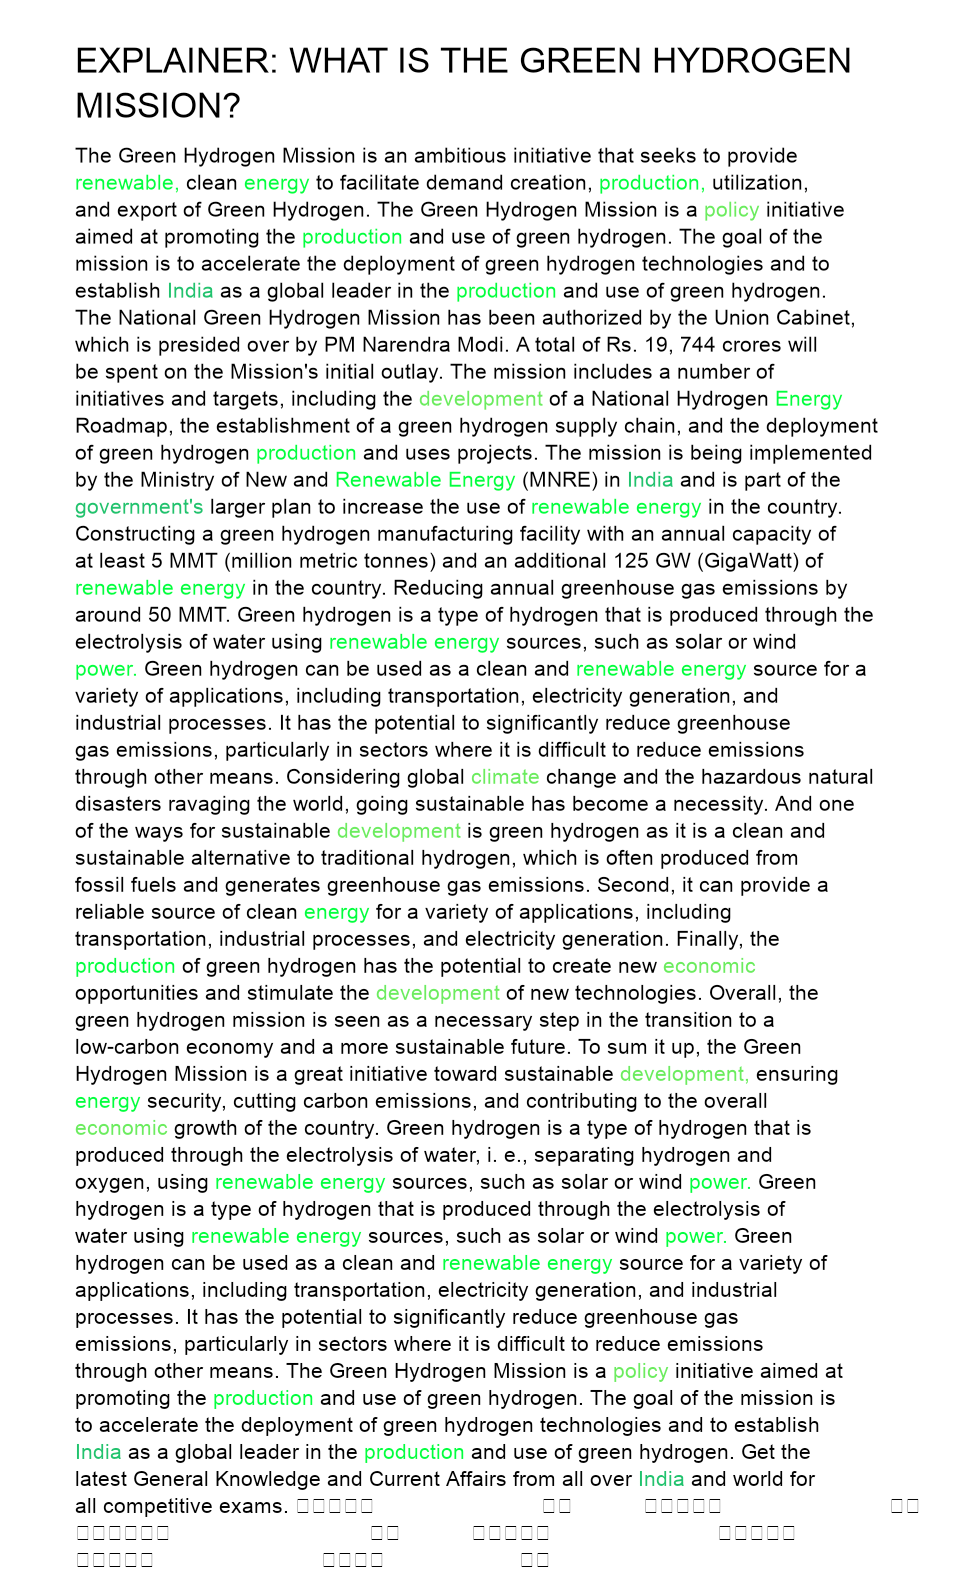 EXPLAINER: WHAT IS THE GREEN HYDROGEN
MISSION?
The Green Hydrogen Mission is an ambitious initiative that seeks to provide
renewable, clean energy to facilitate demand creation, production, utilization,
and export of Green Hydrogen. The Green Hydrogen Mission is a policy initiative
aimed at promoting the production and use of green hydrogen. The goal of the
mission is to accelerate the deployment of green hydrogen technologies and to
establish India as a global leader in the production and use of green hydrogen.
The National Green Hydrogen Mission has been authorized by the Union Cabinet,
which is presided over by PM Narendra Modi. A total of Rs. 19, 744 crores will
be spent on the Mission's initial outlay. The mission includes a number of
initiatives and targets, including the development of a National Hydrogen Energy
Roadmap, the establishment of a green hydrogen supply chain, and the deployment
of green hydrogen production and uses projects. The mission is being implemented
by the Ministry of New and Renewable Energy (MNRE) in India and is part of the
government's larger plan to increase the use of renewable energy in the country.
Constructing a green hydrogen manufacturing facility with an annual capacity of
at least 5 MMT (million metric tonnes) and an additional 125 GW (GigaWatt) of
renewable energy in the country. Reducing annual greenhouse gas emissions by
around 50 MMT. Green hydrogen is a type of hydrogen that is produced through the
electrolysis of water using renewable energy sources, such as solar or wind
power. Green hydrogen can be used as a clean and renewable energy source for a
variety of applications, including transportation, electricity generation, and
industrial processes. It has the potential to significantly reduce greenhouse
gas emissions, particularly in sectors where it is difficult to reduce emissions
through other means. Considering global climate change and the hazardous natural
disasters ravaging the world, going sustainable has become a necessity. And one
of the ways for sustainable development is green hydrogen as it is a clean and
sustainable alternative to traditional hydrogen, which is often produced from
fossil fuels and generates greenhouse gas emissions. Second, it can provide a
reliable source of clean energy for a variety of applications, including
transportation, industrial processes, and electricity generation. Finally, the
production of green hydrogen has the potential to create new economic
opportunities and stimulate the development of new technologies. Overall, the
green hydrogen mission is seen as a necessary step in the transition to a
low-carbon economy and a more sustainable future. To sum it up, the Green
Hydrogen Mission is a great initiative toward sustainable development, ensuring
energy security, cutting carbon emissions, and contributing to the overall
economic growth of the country. Green hydrogen is a type of hydrogen that is
produced through the electrolysis of water, i. e., separating hydrogen and
oxygen, using renewable energy sources, such as solar or wind power. Green
hydrogen is a type of hydrogen that is produced through the electrolysis of
water using renewable energy sources, such as solar or wind power. Green
hydrogen can be used as a clean and renewable energy source for a variety of
applications, including transportation, electricity generation, and industrial
processes. It has the potential to significantly reduce greenhouse gas
emissions, particularly in sectors where it is difficult to reduce emissions
through other means. The Green Hydrogen Mission is a policy initiative aimed at
promoting the production and use of green hydrogen. The goal of the mission is
to accelerate the deployment of green hydrogen technologies and to establish
India as a global leader in the production and use of green hydrogen. Get the
latest General Knowledge and Current Affairs from all over India and world for
all competitive exams.